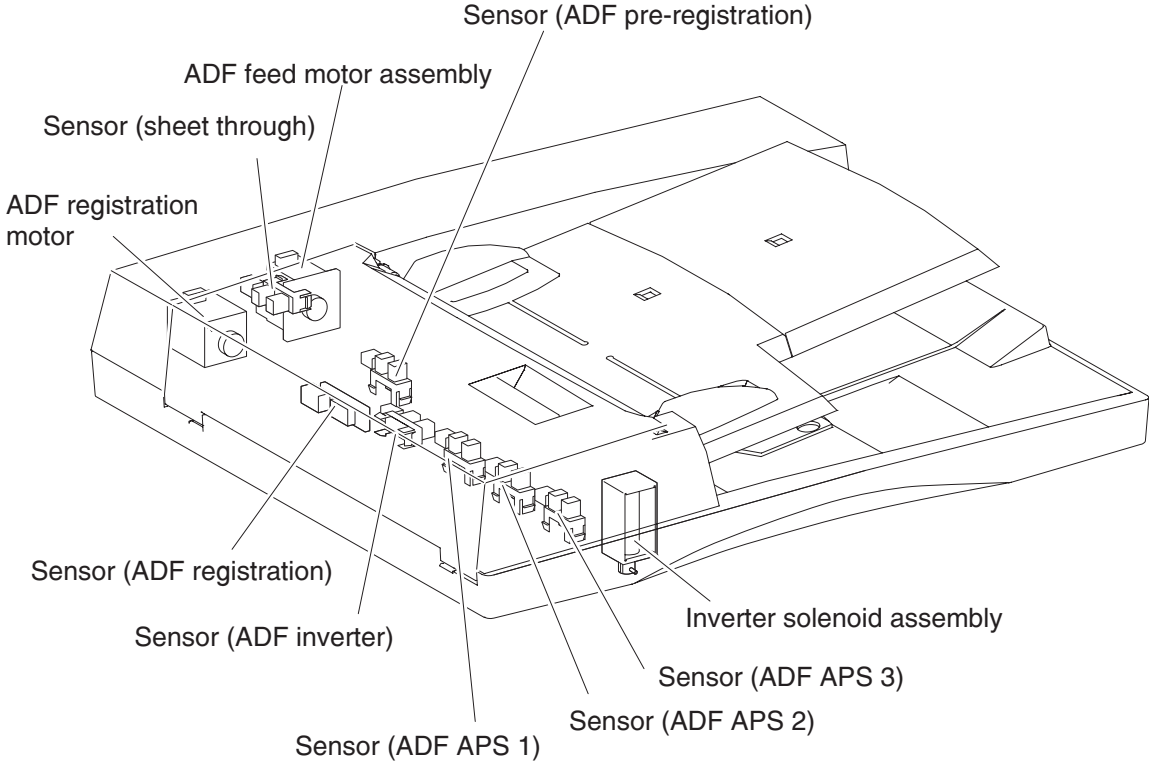 Sensor (ADF pre-registration)
ADF feed motor assembly
Sensor (sheet through)
ADF registration
motor
Sensor (ADF registration)
Inverter solenoid assembly
Sensor (ADF inverter)
Sensor (ADF APS 3)
Sensor (ADF APS 2)
Sensor (ADF APS 1)